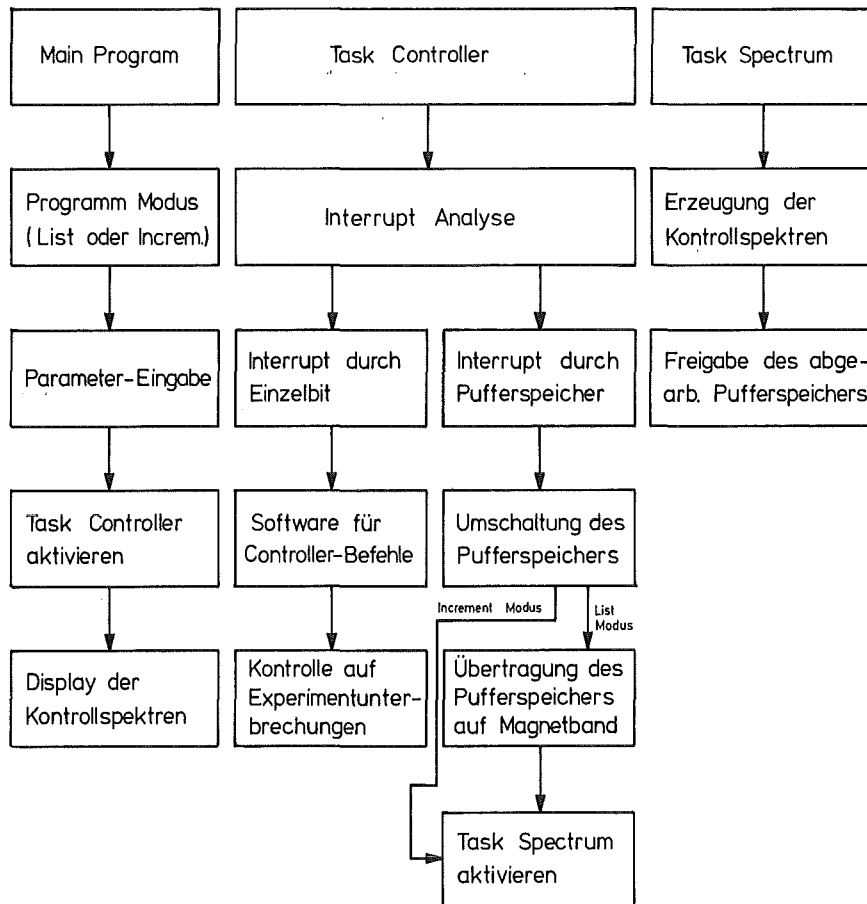 Main Program
Task Controller
Task Spectrum
Programm Modus
(List oder Increm.)
Interrupt Analyse
Erzeugung der
Kontrollspektren
Parameter-Eingabe
Interrupt durch
Einzelbit
Interrupt durch
Pufferspeicher
Freigabe des abge-
arb. Pufferspeichers
Task Controller
aktivieren
Software für
Controller-Befehle
Umschaltung des
Pufferspeichers
Increment Modus
List
Modus
Display der
Kontrollspektren
Kontrolle auf
Experimentunter-
brechungen
Übertragung des
Pufferspeichers
auf Magnetband
Task Spectrum
aktivieren